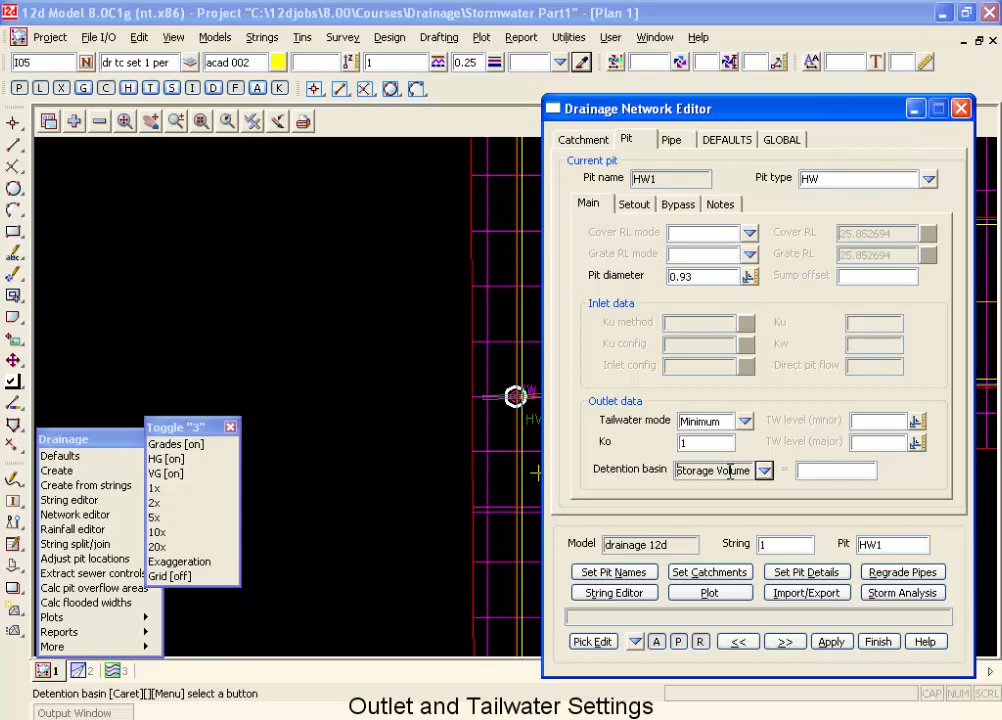 12d Model 8.0C1g (nt.x86) - Project "C:\12djobs\8.00\Courses\Drainage\Stormwater Part1" - [Plan 1]
Project File I/O Edit View Models Strings Tins Survey Design Drafting Plot Report Utilities User Window Help
I05 N dr tc set 1 per acad 002 1 0.25 T
P L X G C H T S I D F A K
Drainage Network Editor
Catchment Pit Pipe DEFAULTS GLOBAL
Current pit
Pit name HW1 Pit type HW
Main Setout Bypass Notes
Cover RL mode Cover RL 25.852694
Grate RL mode Grate RL 25.852694
Pit diameter 0.93 Sump offset
Inlet data
Ku method Ku
Ku config Kw
Inlet config Direct pit flow
Outlet data
Tailwater mode Minimum TW level (minor)
Ko 1 TW level (major)
Detention basin Storage Volume =
Model drainage 12d String 1 Pit HW1
Set Pit Names Set Catchments Set Pit Details Regrade Pipes
String Editor Plot Import/Export Storm Analysis
Pick Edit A P R << >> Apply Finish Help
Drainage
Defaults
Create
Create from strings
String editor
Network editor
Rainfall editor
String split/join
Adjust pit locations
Extract sewer controls
Calc pit overflow areas
Calc flooded widths
Plots
Reports
More
Toggle "3"
Grades [on]
HG [on]
VG [on]
1x
2x
5x
10x
20x
Exaggeration
Grid [off]
1 2 3
Detention basin [Caret][][Menu] select a button
CAP NUM SCRL
Output Window
Outlet and Tailwater Settings